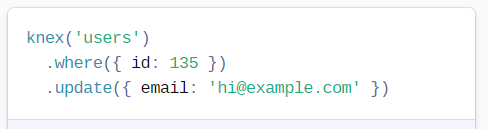 knex('users')
  .where({ id: 135 })
  .update({ email: 'hi@example.com' })